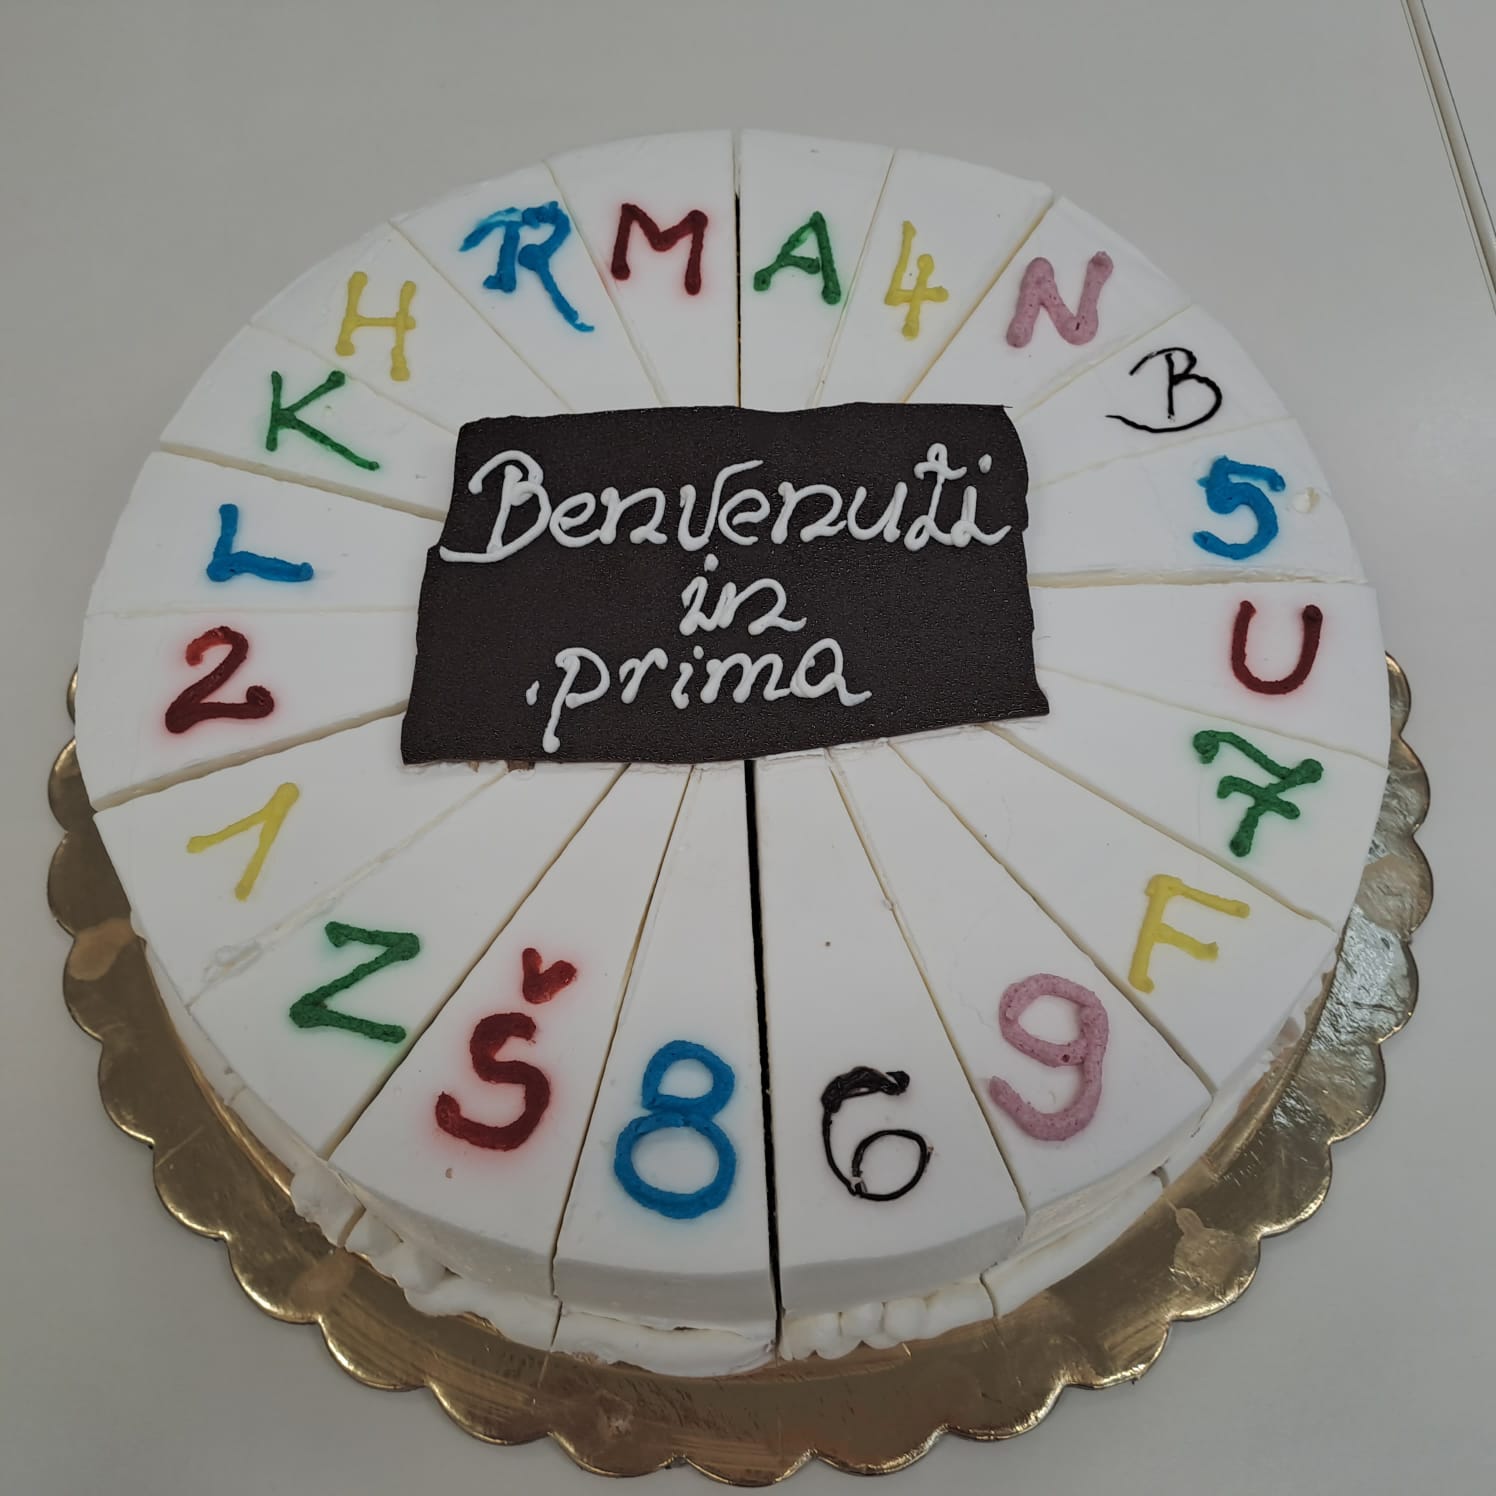 H R M A 4 N
K B
L 5
Benvenuti
in
prima
2 U
1 7
Z F
Š 8 6 9